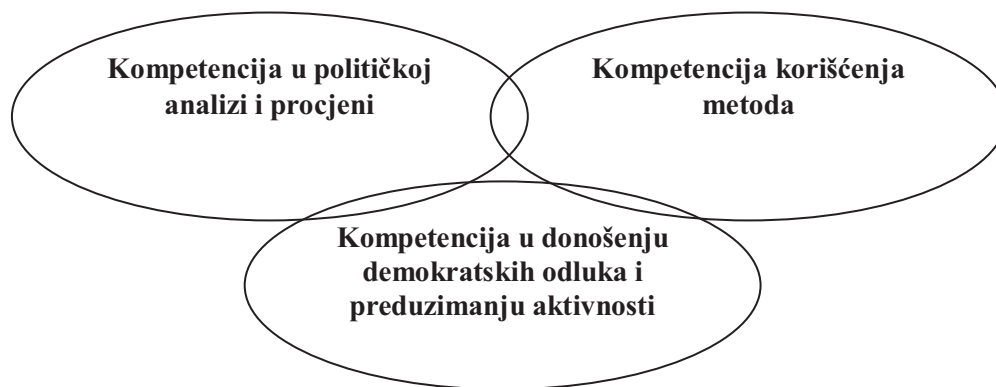 Kompetencija u političkoj
analizi i procjeni
Kompetencija korišćenja
metoda
Kompetencija u donošenju
demokratskih odluka i
preduzimanju aktivnosti